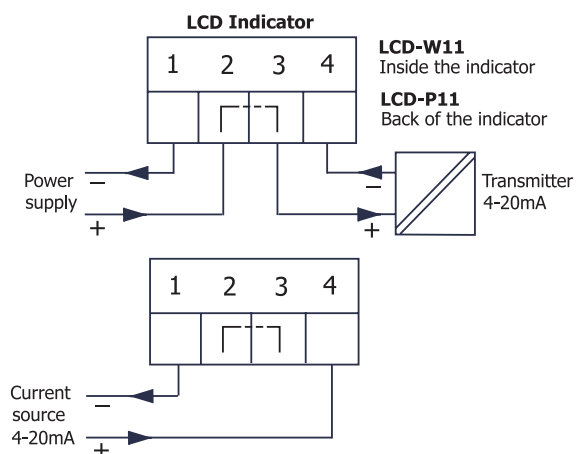 LCD Indicator
1 2 3 4
LCD-W11
Inside the indicator
LCD-P11
Back of the indicator
Power
supply
−
+
−
+
Transmitter
4-20mA
1 2 3 4
Current
source
4-20mA
−
+